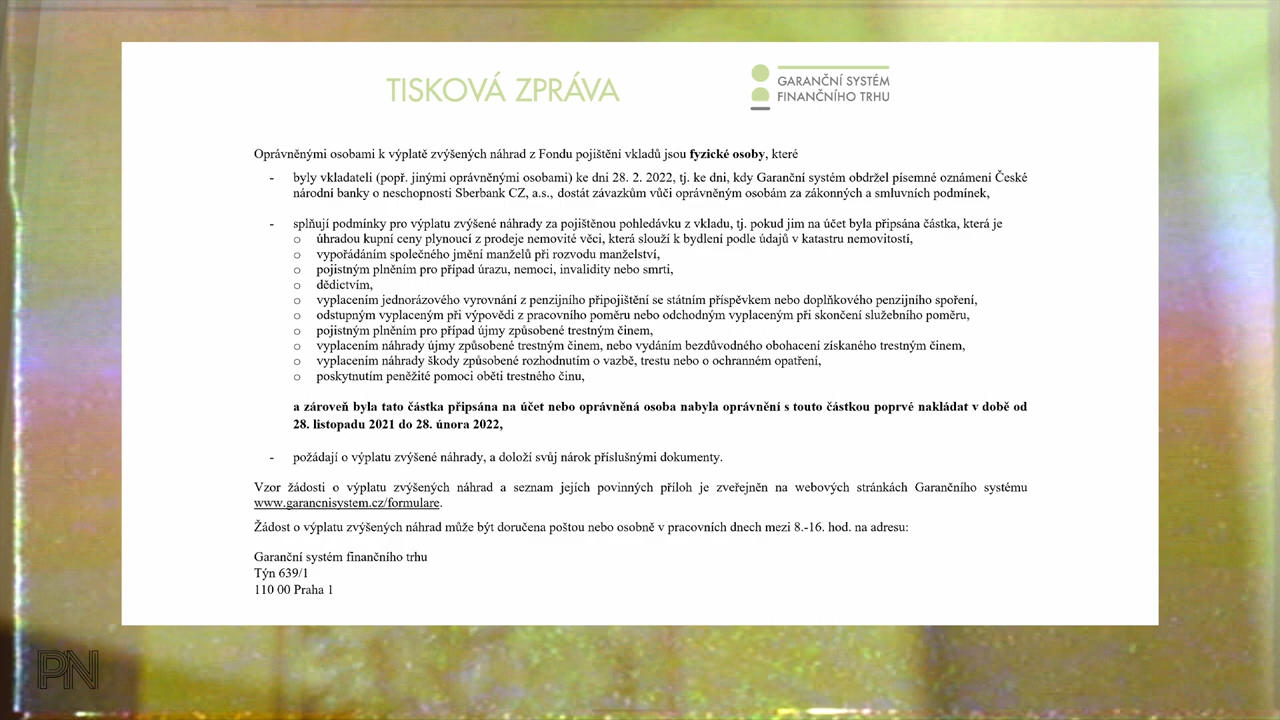 TISKOVÁ ZPRÁVA
GARANČNÍ SYSTÉM
FINANČNÍHO TRHU
Oprávněnými osobami k výplatě zvýšených náhrad z Fondu pojištění vkladů jsou fyzické osoby, které
- byly vkladateli (popř. jinými oprávněnými osobami) ke dni 28. 2. 2022, tj. ke dni, kdy Garanční systém obdržel písemné oznámení České
národní banky o neschopnosti Sberbank CZ, a.s., dostát závazkům vůči oprávněným osobám za zákonných a smluvních podmínek,
- splňují podmínky pro výplatu zvýšené náhrady za pojištěnou pohledávku z vkladu, tj. pokud jim na účet byla připsána částka, která je
o úhradou kupní ceny plynoucí z prodeje nemovité věci, která slouží k bydlení podle údajů v katastru nemovitostí,
o vypořádáním společného jmění manželů při rozvodu manželství,
o pojistným plněním pro případ úrazu, nemoci, invalidity nebo smrti,
o dědictvím,
o vyplacením jednorázového vyrovnání z penzijního připojištění se státním příspěvkem nebo doplňkového penzijního spoření,
o odstupným vyplaceným při výpovědi z pracovního poměru nebo odchodným vyplaceným při skončení služebního poměru,
o pojistným plněním pro případ újmy způsobené trestným činem,
o vyplacením náhrady újmy způsobené trestným činem, nebo vydáním bezdůvodného obohacení získaného trestným činem,
o vyplacením náhrady škody způsobené rozhodnutím o vazbě, trestu nebo o ochranném opatření,
o poskytnutím peněžité pomoci oběti trestného činu,
a zároveň byla tato částka připsána na účet nebo oprávněná osoba nabyla oprávnění s touto částkou poprvé nakládat v době od
28. listopadu 2021 do 28. února 2022,
- požádají o výplatu zvýšené náhrady, a doloží svůj nárok příslušnými dokumenty.
Vzor žádosti o výplatu zvýšených náhrad a seznam jejích povinných příloh je zveřejněn na webových stránkách Garančního systému
www.garancnisystem.cz/formulare.
Žádost o výplatu zvýšených náhrad může být doručena poštou nebo osobně v pracovních dnech mezi 8.-16. hod. na adresu:
Garanční systém finančního trhu
Týn 639/1
110 00 Praha 1
PN